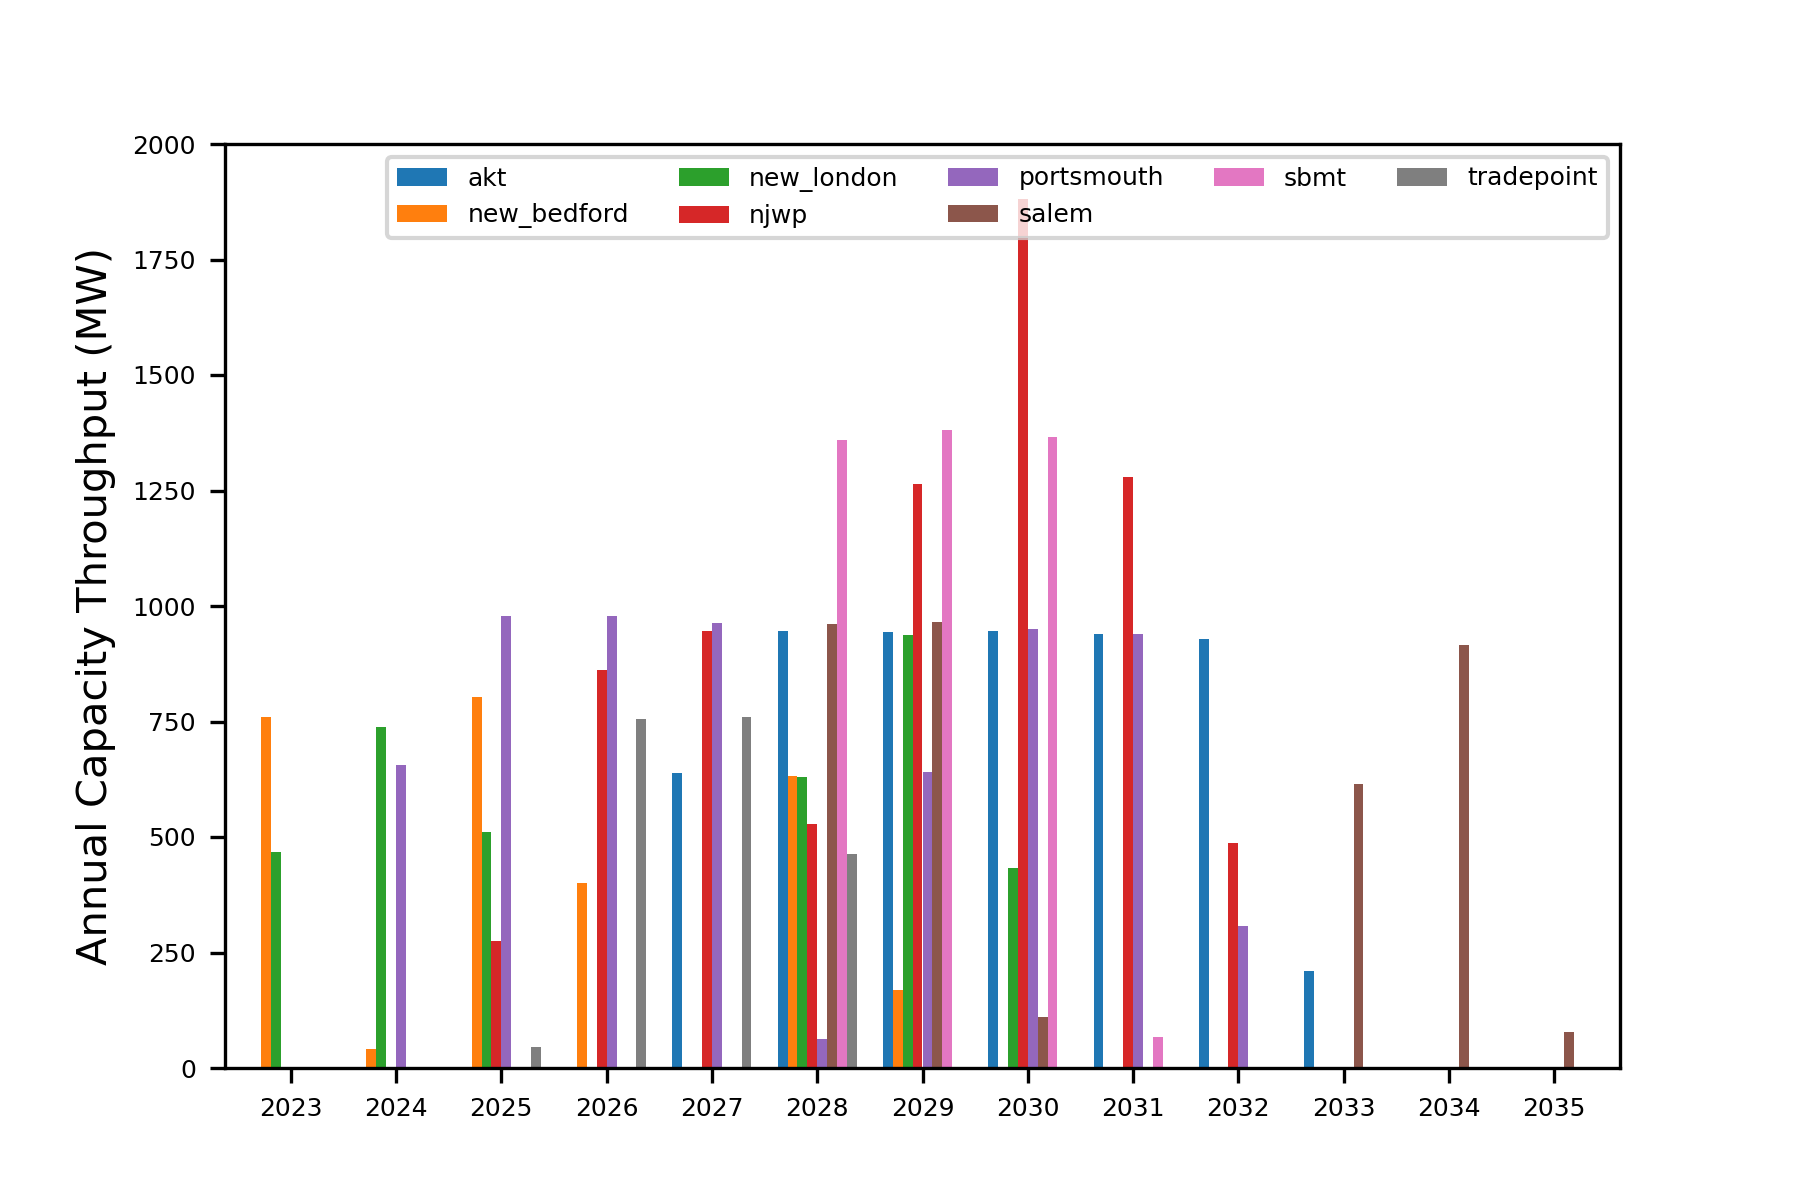 Annual Capacity Throughput (MW)
2000
1750
1500
1250
1000
750
500
250
0
akt
new_london
portsmouth
sbmt
tradepoint
new_bedford
njwp
salem
2023
2024
2025
2026
2027
2028
2029
2030
2031
2032
2033
2034
2035